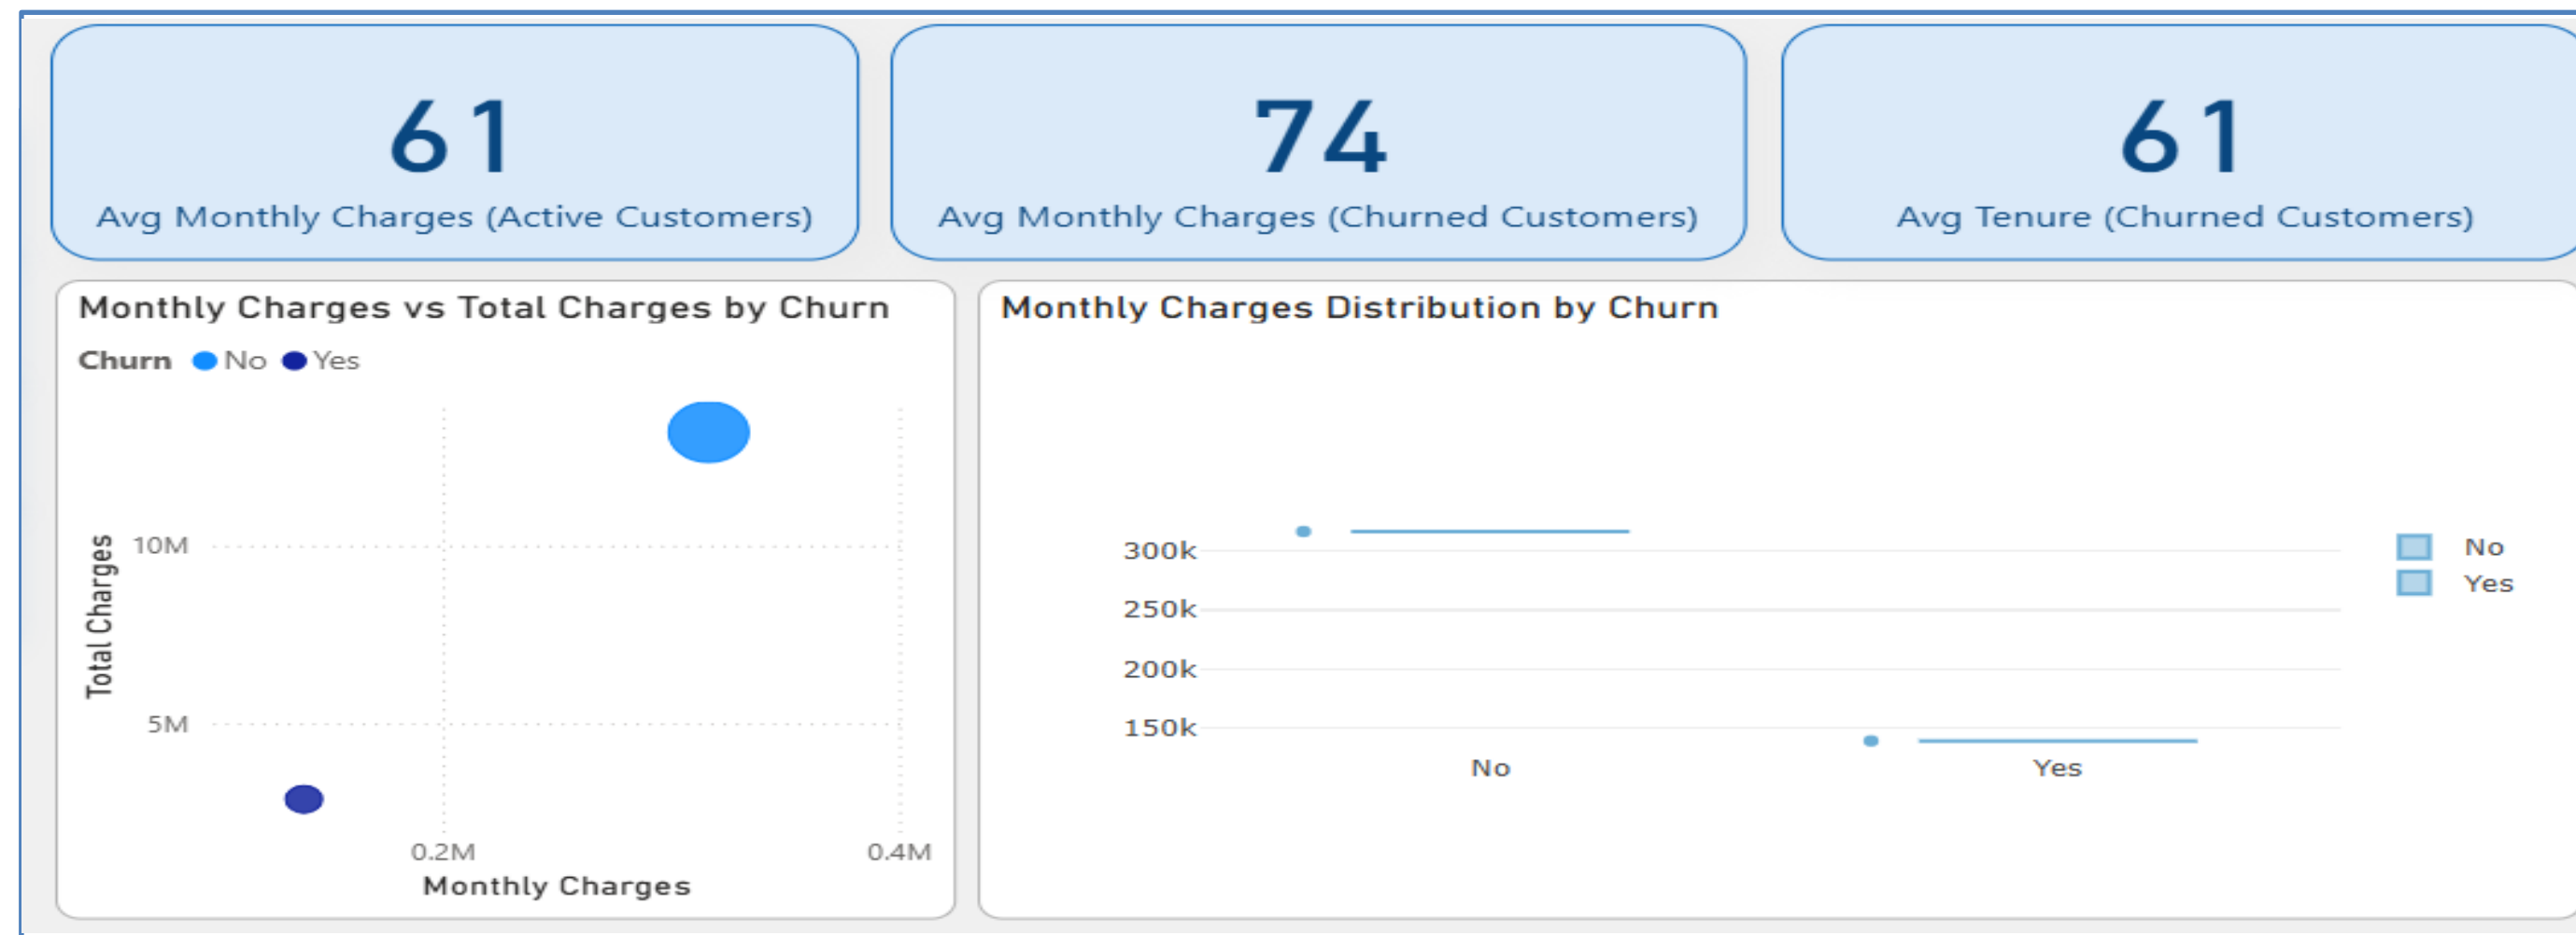 61
Avg Monthly Charges (Active Customers)
74
Avg Monthly Charges (Churned Customers)
61
Avg Tenure (Churned Customers)
Monthly Charges vs Total Charges by Churn
Churn No Yes
Total Charges
10M
5M
0.2M 0.4M
Monthly Charges
Monthly Charges Distribution by Churn
300k
250k
200k
150k
No Yes
No
Yes